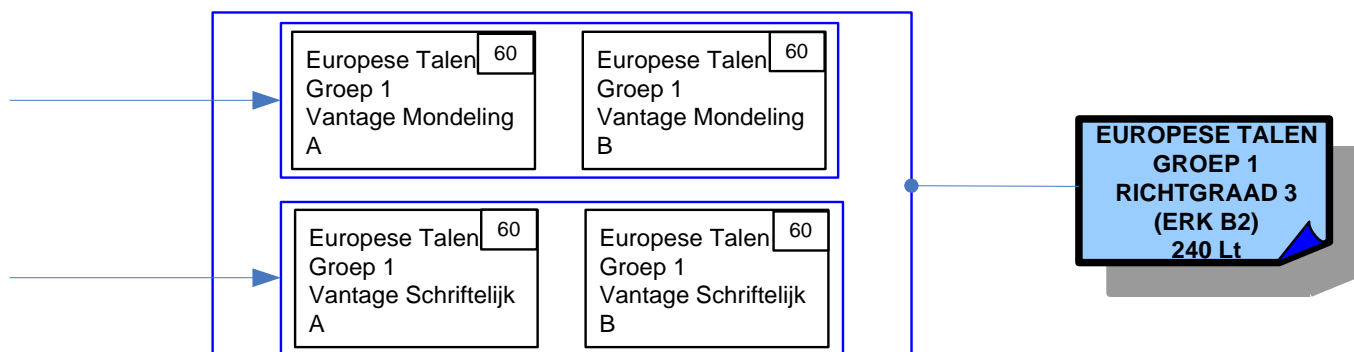 Europese Talen 60
Groep 1
Vantage Mondeling
A
Europese Talen 60
Groep 1
Vantage Mondeling
B
Europese Talen 60
Groep 1
Vantage Schriftelijk
A
Europese Talen 60
Groep 1
Vantage Schriftelijk
B
EUROPESE TALEN
GROEP 1
RICHTGRAAD 3
(ERK B2)
240 Lt